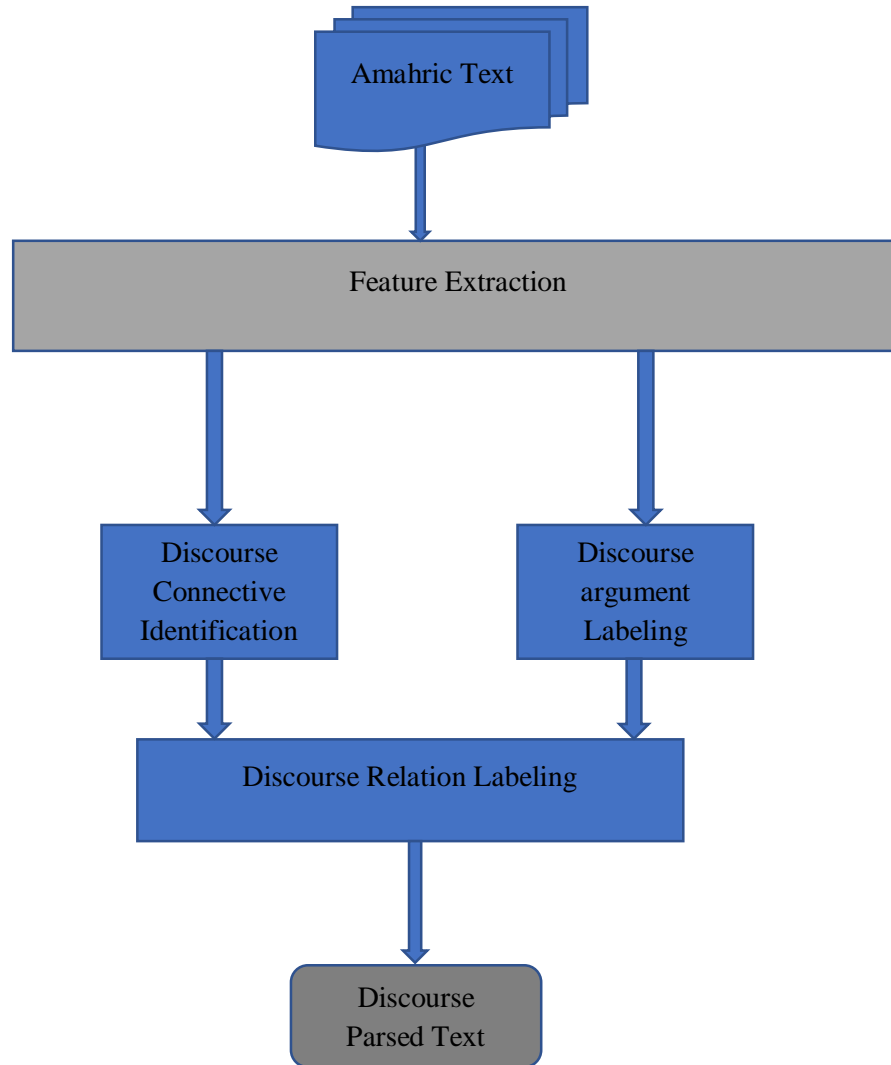 Amahric Text
Feature Extraction
Discourse
Connective
Identification
Discourse
argument
Labeling
Discourse Relation Labeling
Discourse
Parsed Text